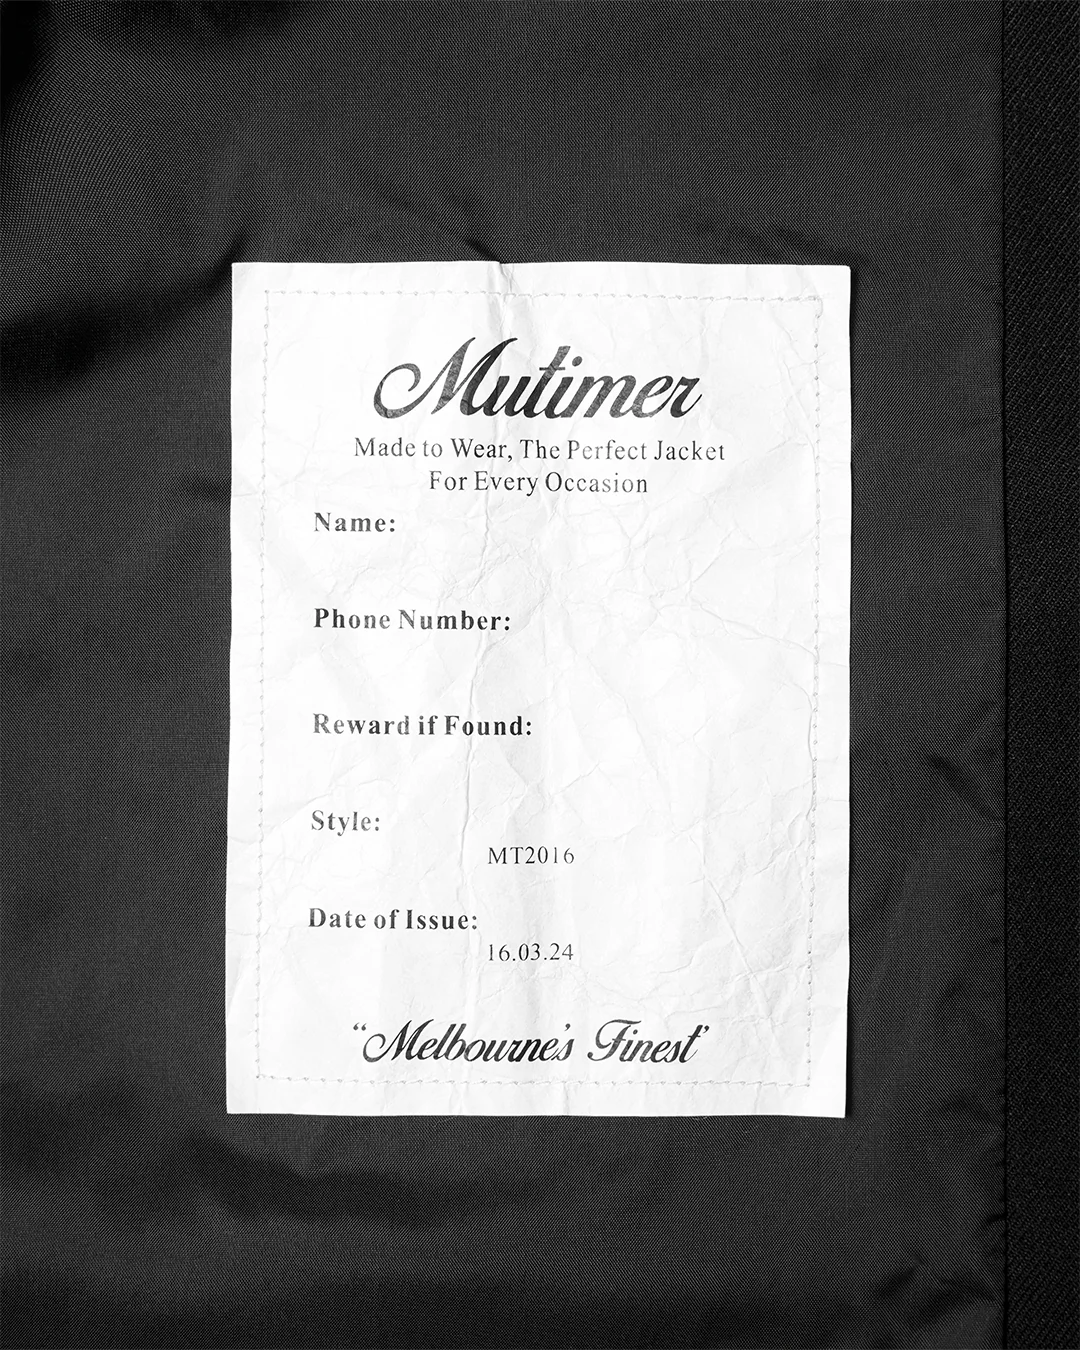 Mutimer
Made to Wear, The Perfect Jacket
For Every Occasion
Name:
Phone Number:
Reward if Found:
Style:
MT2016
Date of Issue:
16.03.24
“Melbourne's Finest’